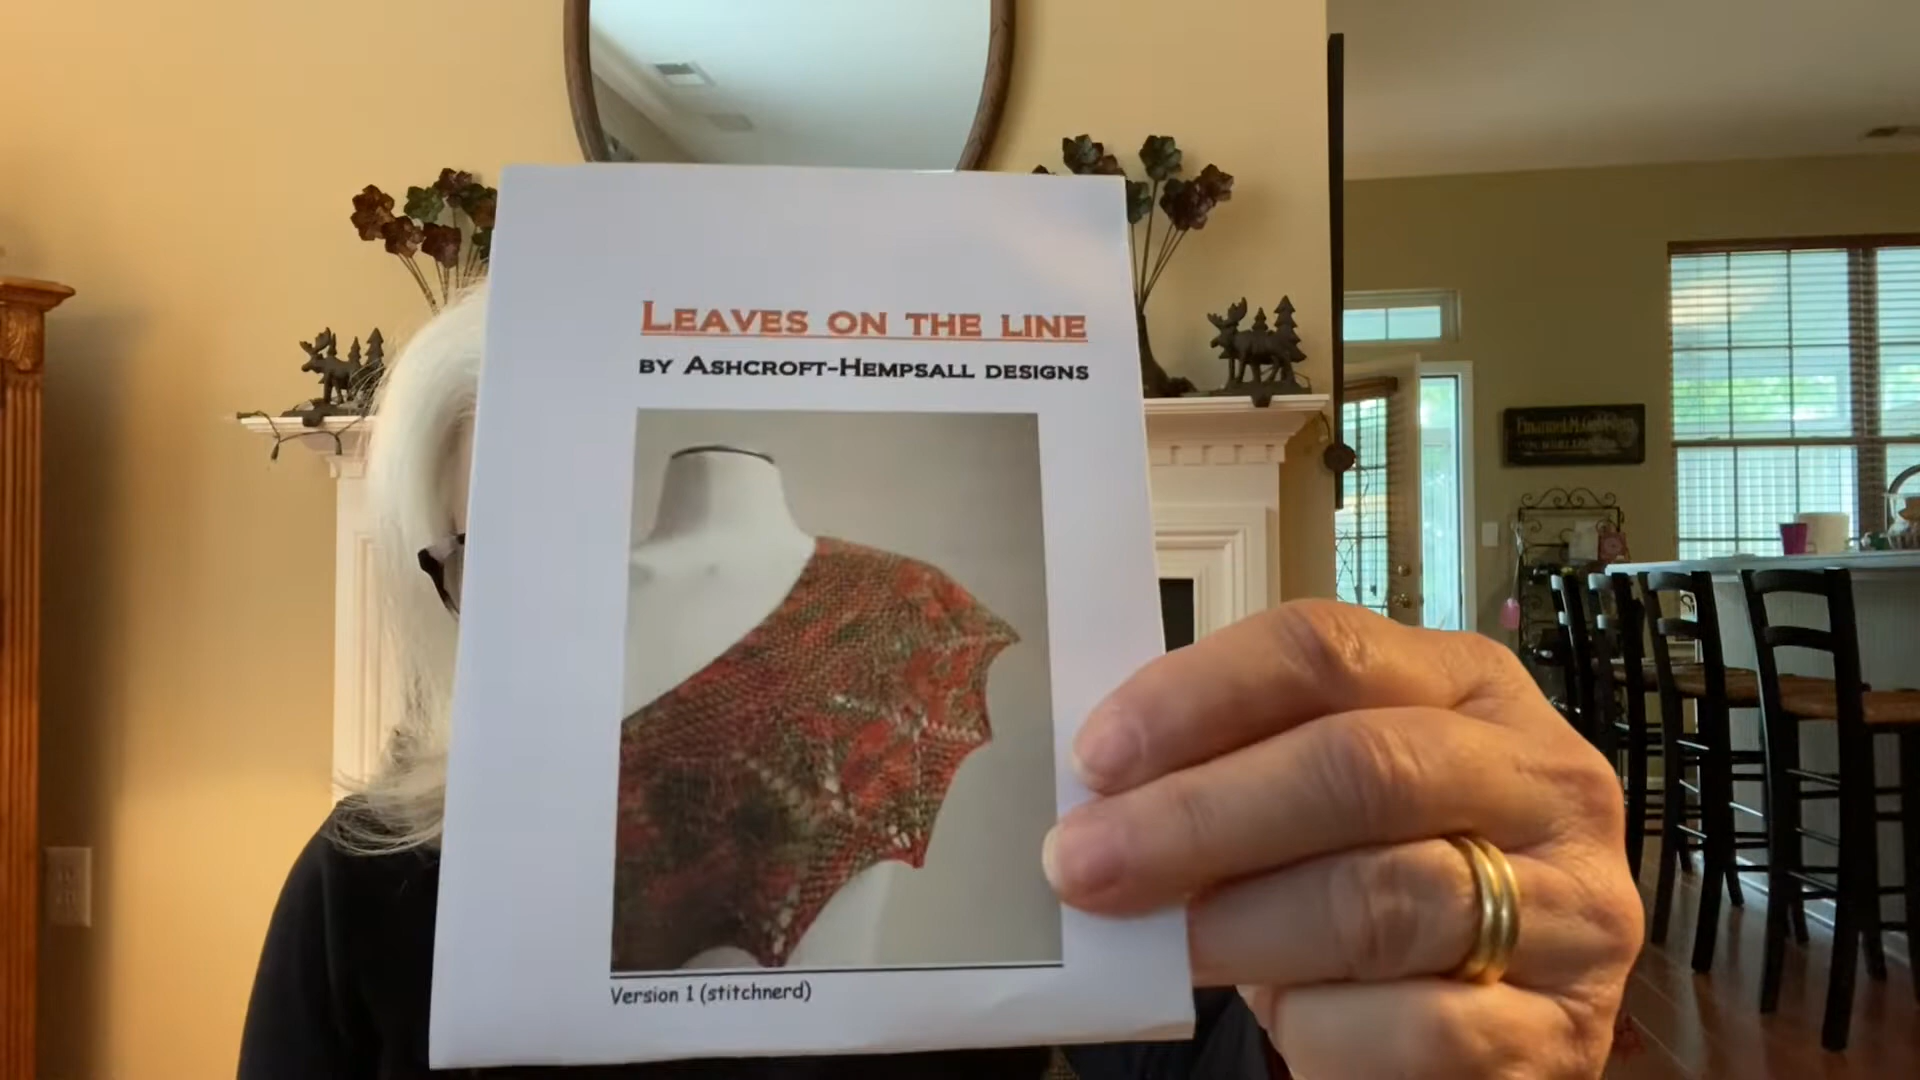 LEAVES ON THE LINE
BY ASHCROFT-HEMPSALL DESIGNS
Version 1 (stitchnerd)